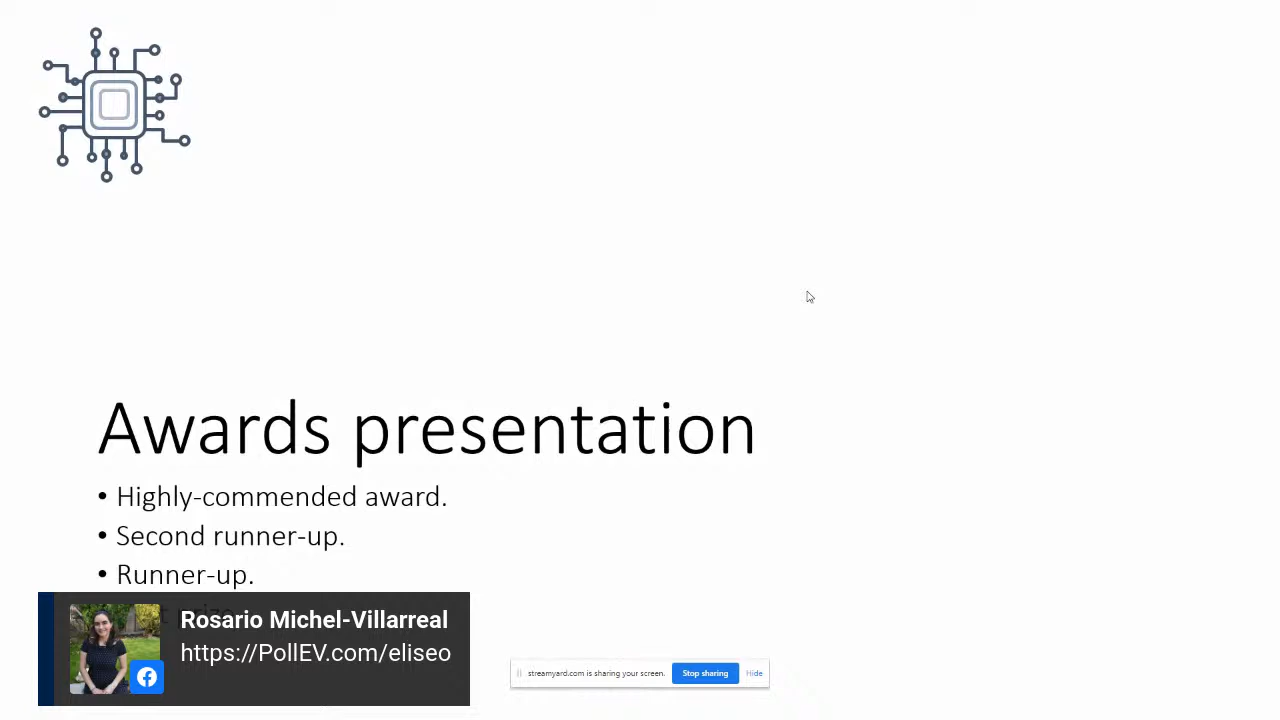 Awards presentation
• Highly-commended award.
• Second runner-up.
• Runner-up.
Rosario Michel-Villarreal
https://PollEV.com/eliseo
streamyard.com is sharing your screen.
Stop sharing
Hide